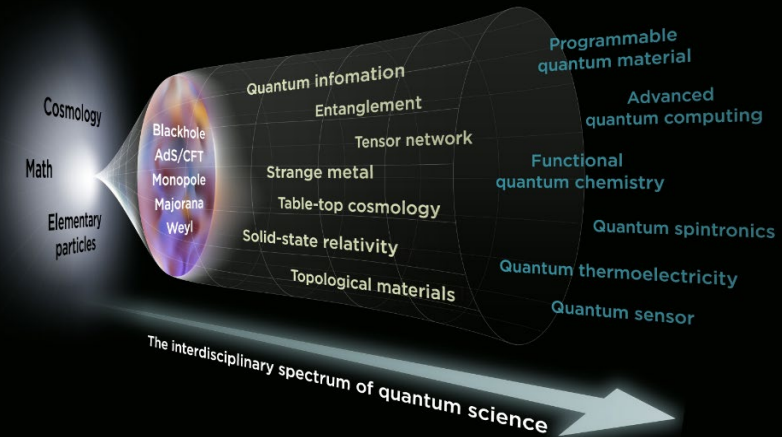 Cosmology
Math
Elementary
particles
Blackhole
AdS/CFT
Monopole
Majorana
Weyl
Quantum infomation
Entanglement
Tensor network
Strange metal
Table-top cosmology
Solid-state relativity
Topological materials
Programmable
quantum material
Advanced
quantum computing
Functional
quantum chemistry
Quantum spintronics
Quantum thermoelectricity
Quantum sensor
The interdisciplinary spectrum of quantum science